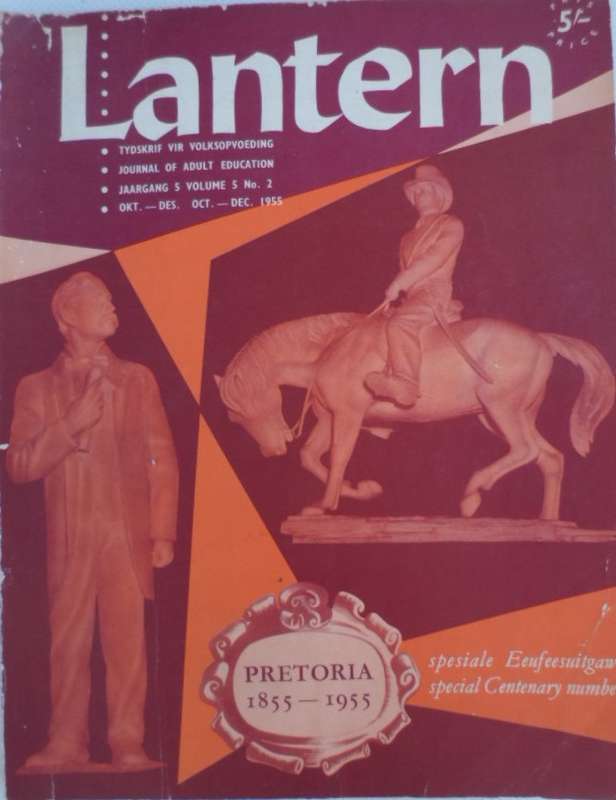 5/-
Lantern
• TYDSKRIF VIR VOLKSOPVOEDING
• JOURNAL OF ADULT EDUCATION
• JAARGANG 5 VOLUME 5 No. 2
• OKT. — DES. OCT. — DEC. 1955
PRETORIA
1855 — 1955
spesiale Eeufeesuitgaw
special Centenary numbe